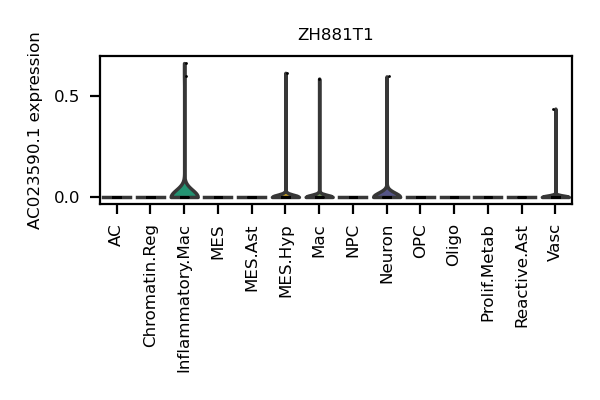 ZH881T1
AC023590.1 expression
0.5
0.0
AC
Chromatin.Reg
Inflammatory.Mac
MES
MES.Ast
MES.Hyp
Mac
NPC
Neuron
OPC
Oligo
Prolif.Metab
Reactive.Ast
Vasc